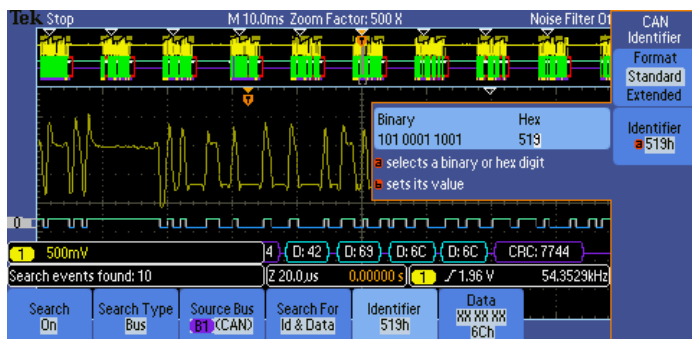 Tek Stop M 10.0ms Zoom Factor: 500 X Noise Filter Of
CAN
Identifier
Format
Standard
Extended
Identifier
a 519h
Binary Hex
101 0001 1001 519
a selects a binary or hex digit
b sets its value
4 D: 42 D: 69 D: 6C D: 6C CRC: 7744
1 500mV
Search events found: 10 Z 20.0µs 0.00000 s 1 1.96 V 54.3529kHz
Search
On
Search Type
Bus
Source Bus
B1 (CAN)
Search For
Id & Data
Identifier
519h
Data
XX XX XX
6Ch